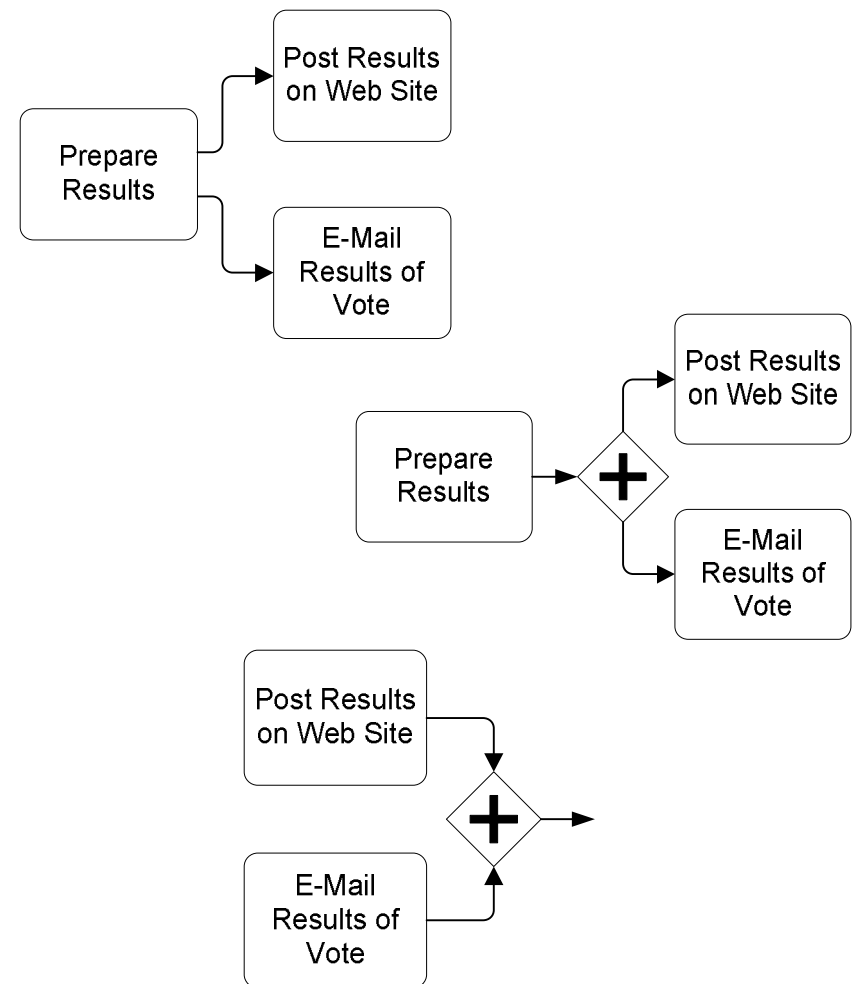 Post Results
on Web Site
Prepare
Results
E-Mail
Results of
Vote
Post Results
on Web Site
Prepare
Results
E-Mail
Results of
Vote
Post Results
on Web Site
E-Mail
Results of
Vote